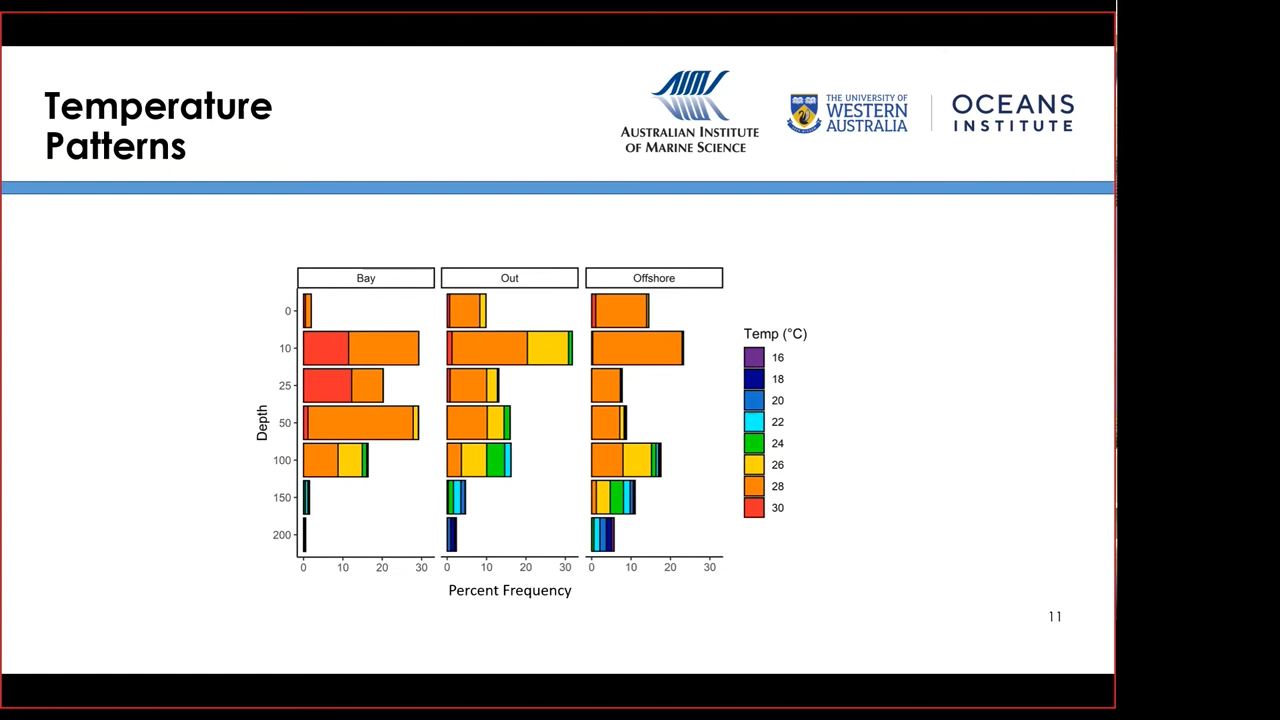 Temperature
Patterns
AIMS
AUSTRALIAN INSTITUTE
OF MARINE SCIENCE
THE UNIVERSITY OF
WESTERN
AUSTRALIA
OCEANS
INSTITUTE
Bay Out Offshore
Depth
0
10
25
50
100
150
200
0 10 20 30 0 10 20 30 0 10 20 30
Percent Frequency
Temp (°C)
16
18
20
22
24
26
28
30
11